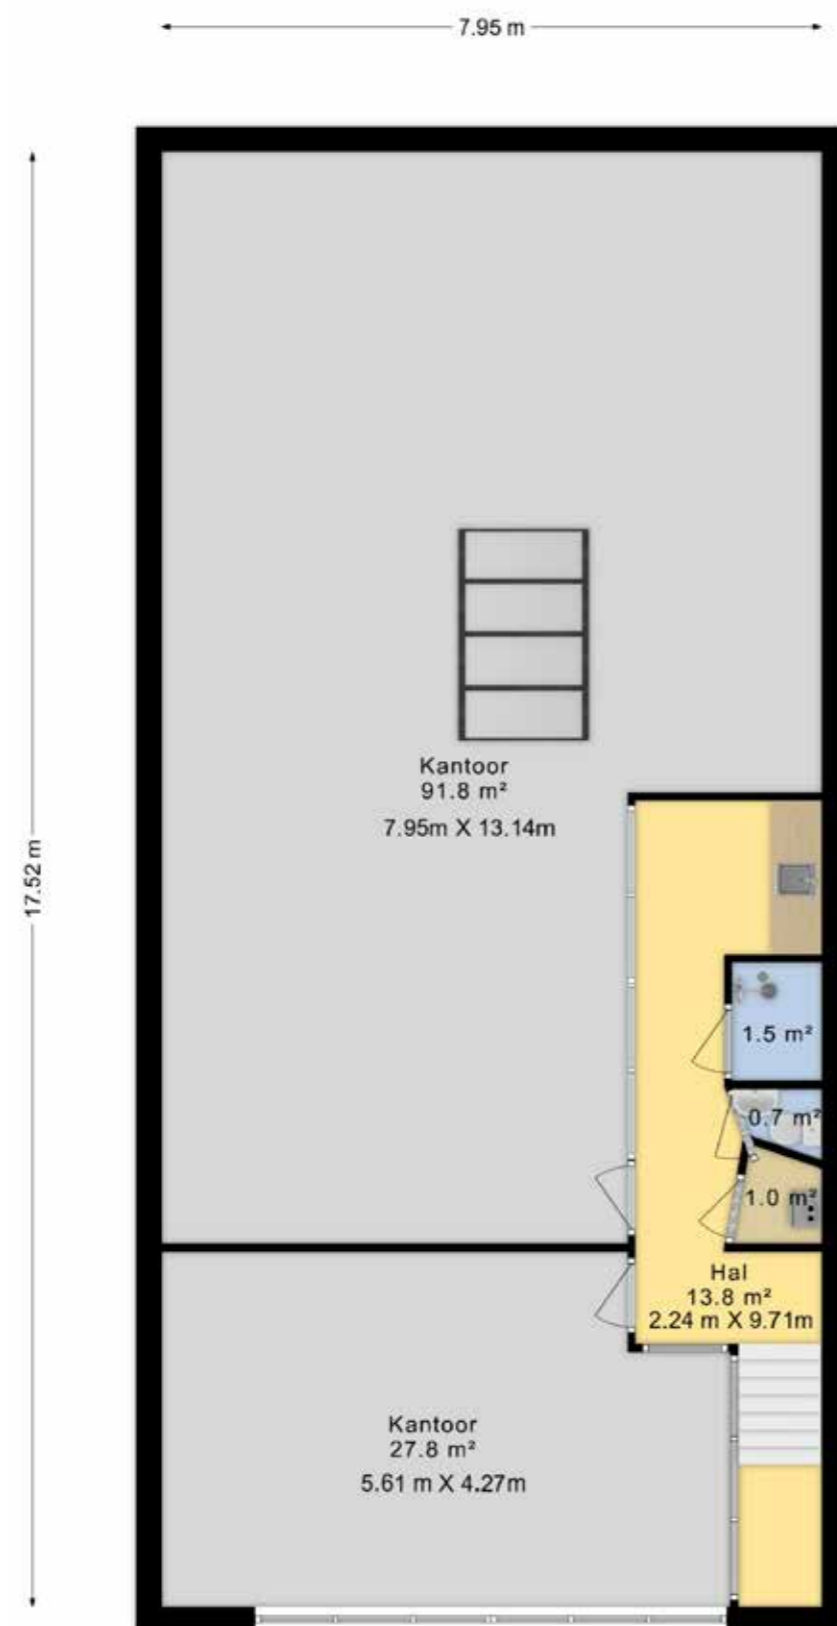 7.95 m
17.52 m
Kantoor
91.8 m²
7.95m X 13.14m
1.5 m²
0.7 m²
1.0 m²
Hal
13.8 m²
2.24 m X 9.71m
Kantoor
27.8 m²
5.61 m X 4.27m